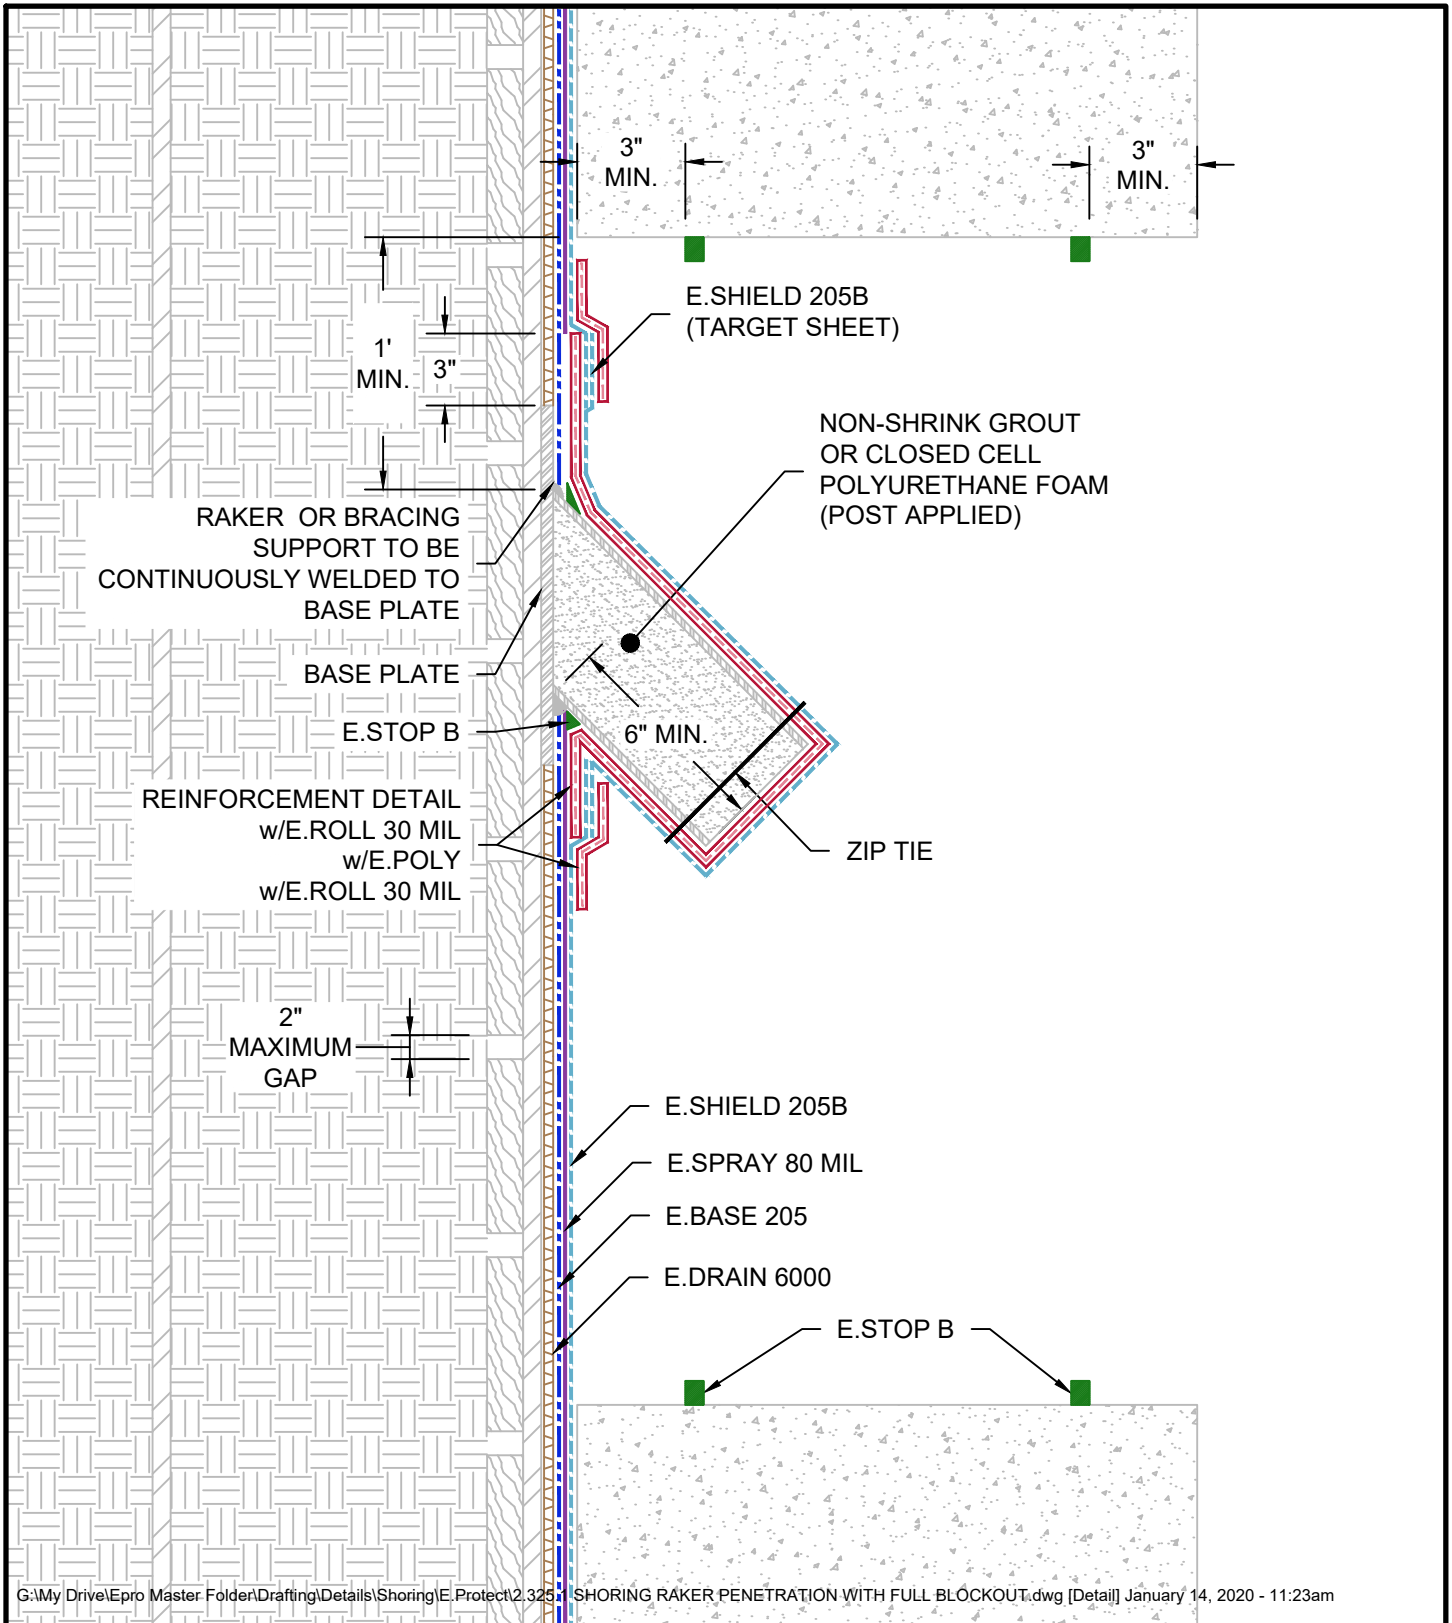 3"
MIN.
3"
MIN.
E.SHIELD 205B
(TARGET SHEET)
1'
MIN.
3"
NON-SHRINK GROUT
OR CLOSED CELL
POLYURETHANE FOAM
(POST APPLIED)
RAKER OR BRACING
SUPPORT TO BE
CONTINUOUSLY WELDED TO
BASE PLATE
BASE PLATE
E.STOP B
6" MIN.
REINFORCEMENT DETAIL
w/E.ROLL 30 MIL
w/E.POLY
w/E.ROLL 30 MIL
ZIP TIE
2"
MAXIMUM
GAP
E.SHIELD 205B
E.SPRAY 80 MIL
E.BASE 205
E.DRAIN 6000
E.STOP B
G:\My Drive\Epro Master Folder\Drafting\Details\Shoring\E.Protect\2.325.1 SHORING RAKER PENETRATION WITH FULL BLOCKOUT.dwg [Detail] January 14, 2020 - 11:23am